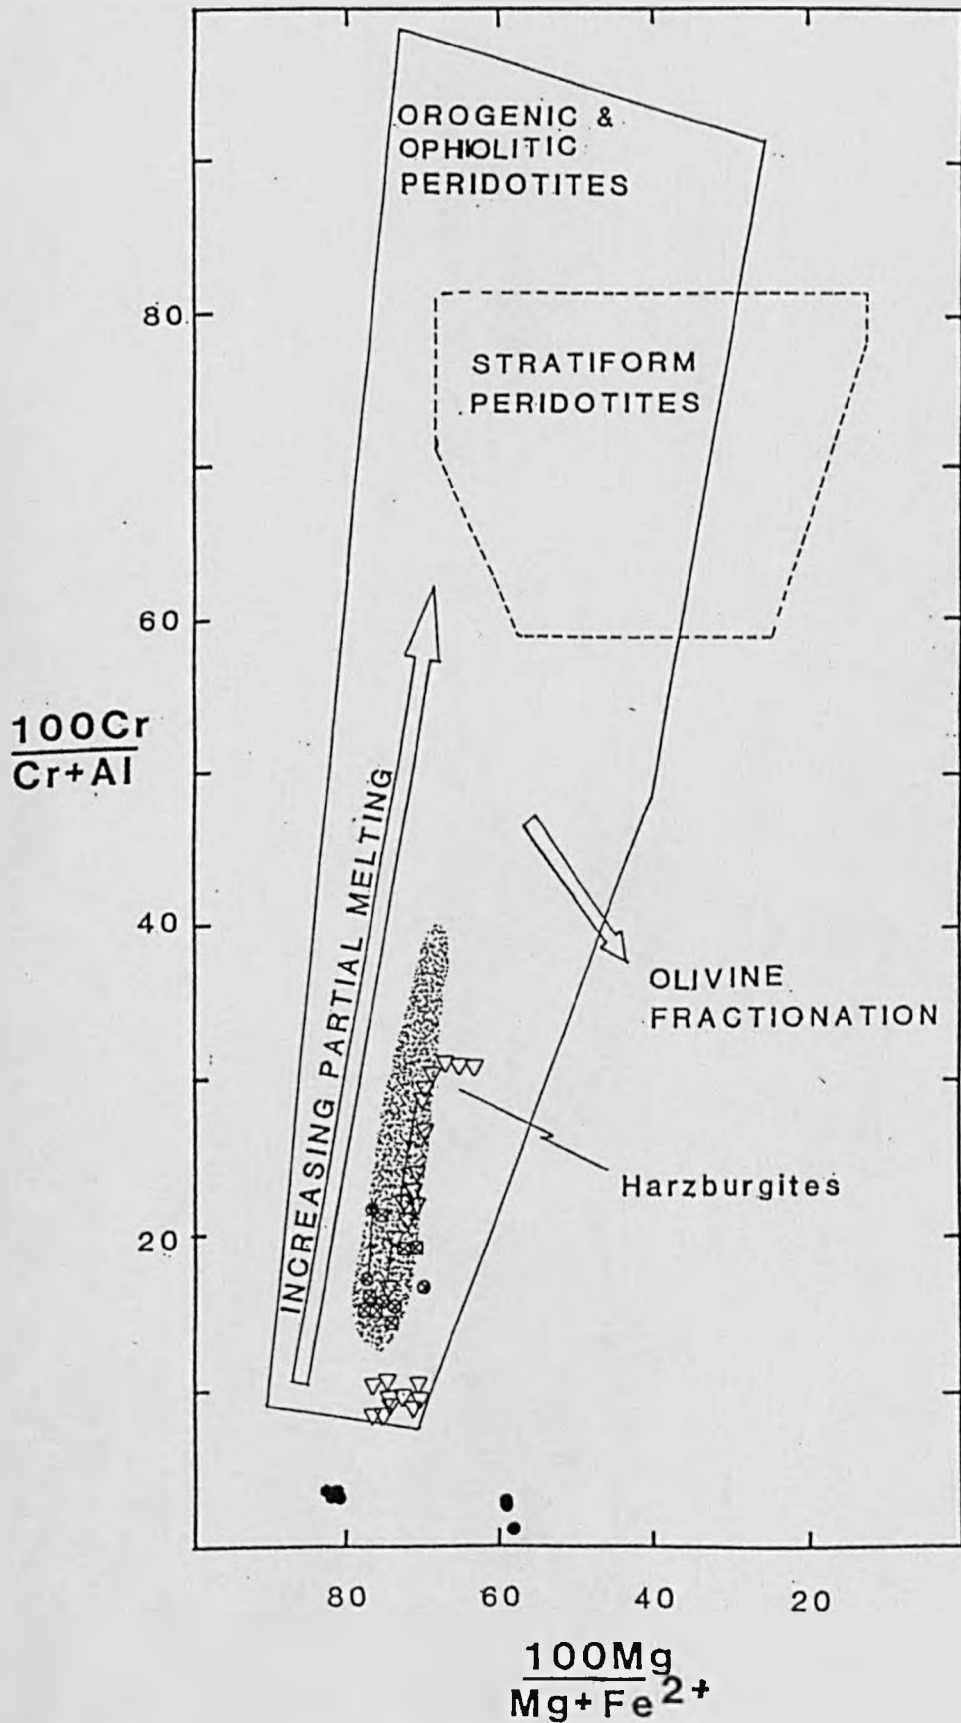 OROGENIC &
OPHIOLITIC
PERIDOTITES
80
STRATIFORM
PERIDOTITES
60
100Cr
Cr+Al
INCREASING PARTIAL MELTING
40
OLIVINE
FRACTIONATION
Harzburgites
20
80 60 40 20
100Mg
Mg+Fe2+